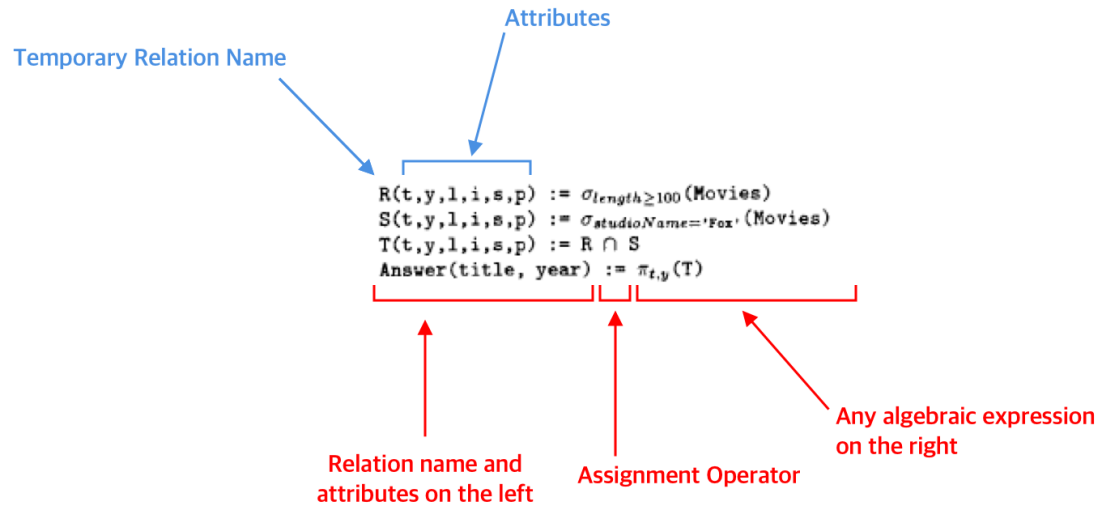 Attributes
Temporary Relation Name
R(t,y,l,i,s,p) := σlength≥100(Movies)
S(t,y,l,i,s,p) := σstudioName='Fox'(Movies)
T(t,y,l,i,s,p) := R ∩ S
Answer(title, year) := πt,y(T)
Relation name and
attributes on the left
Assignment Operator
Any algebraic expression
on the right